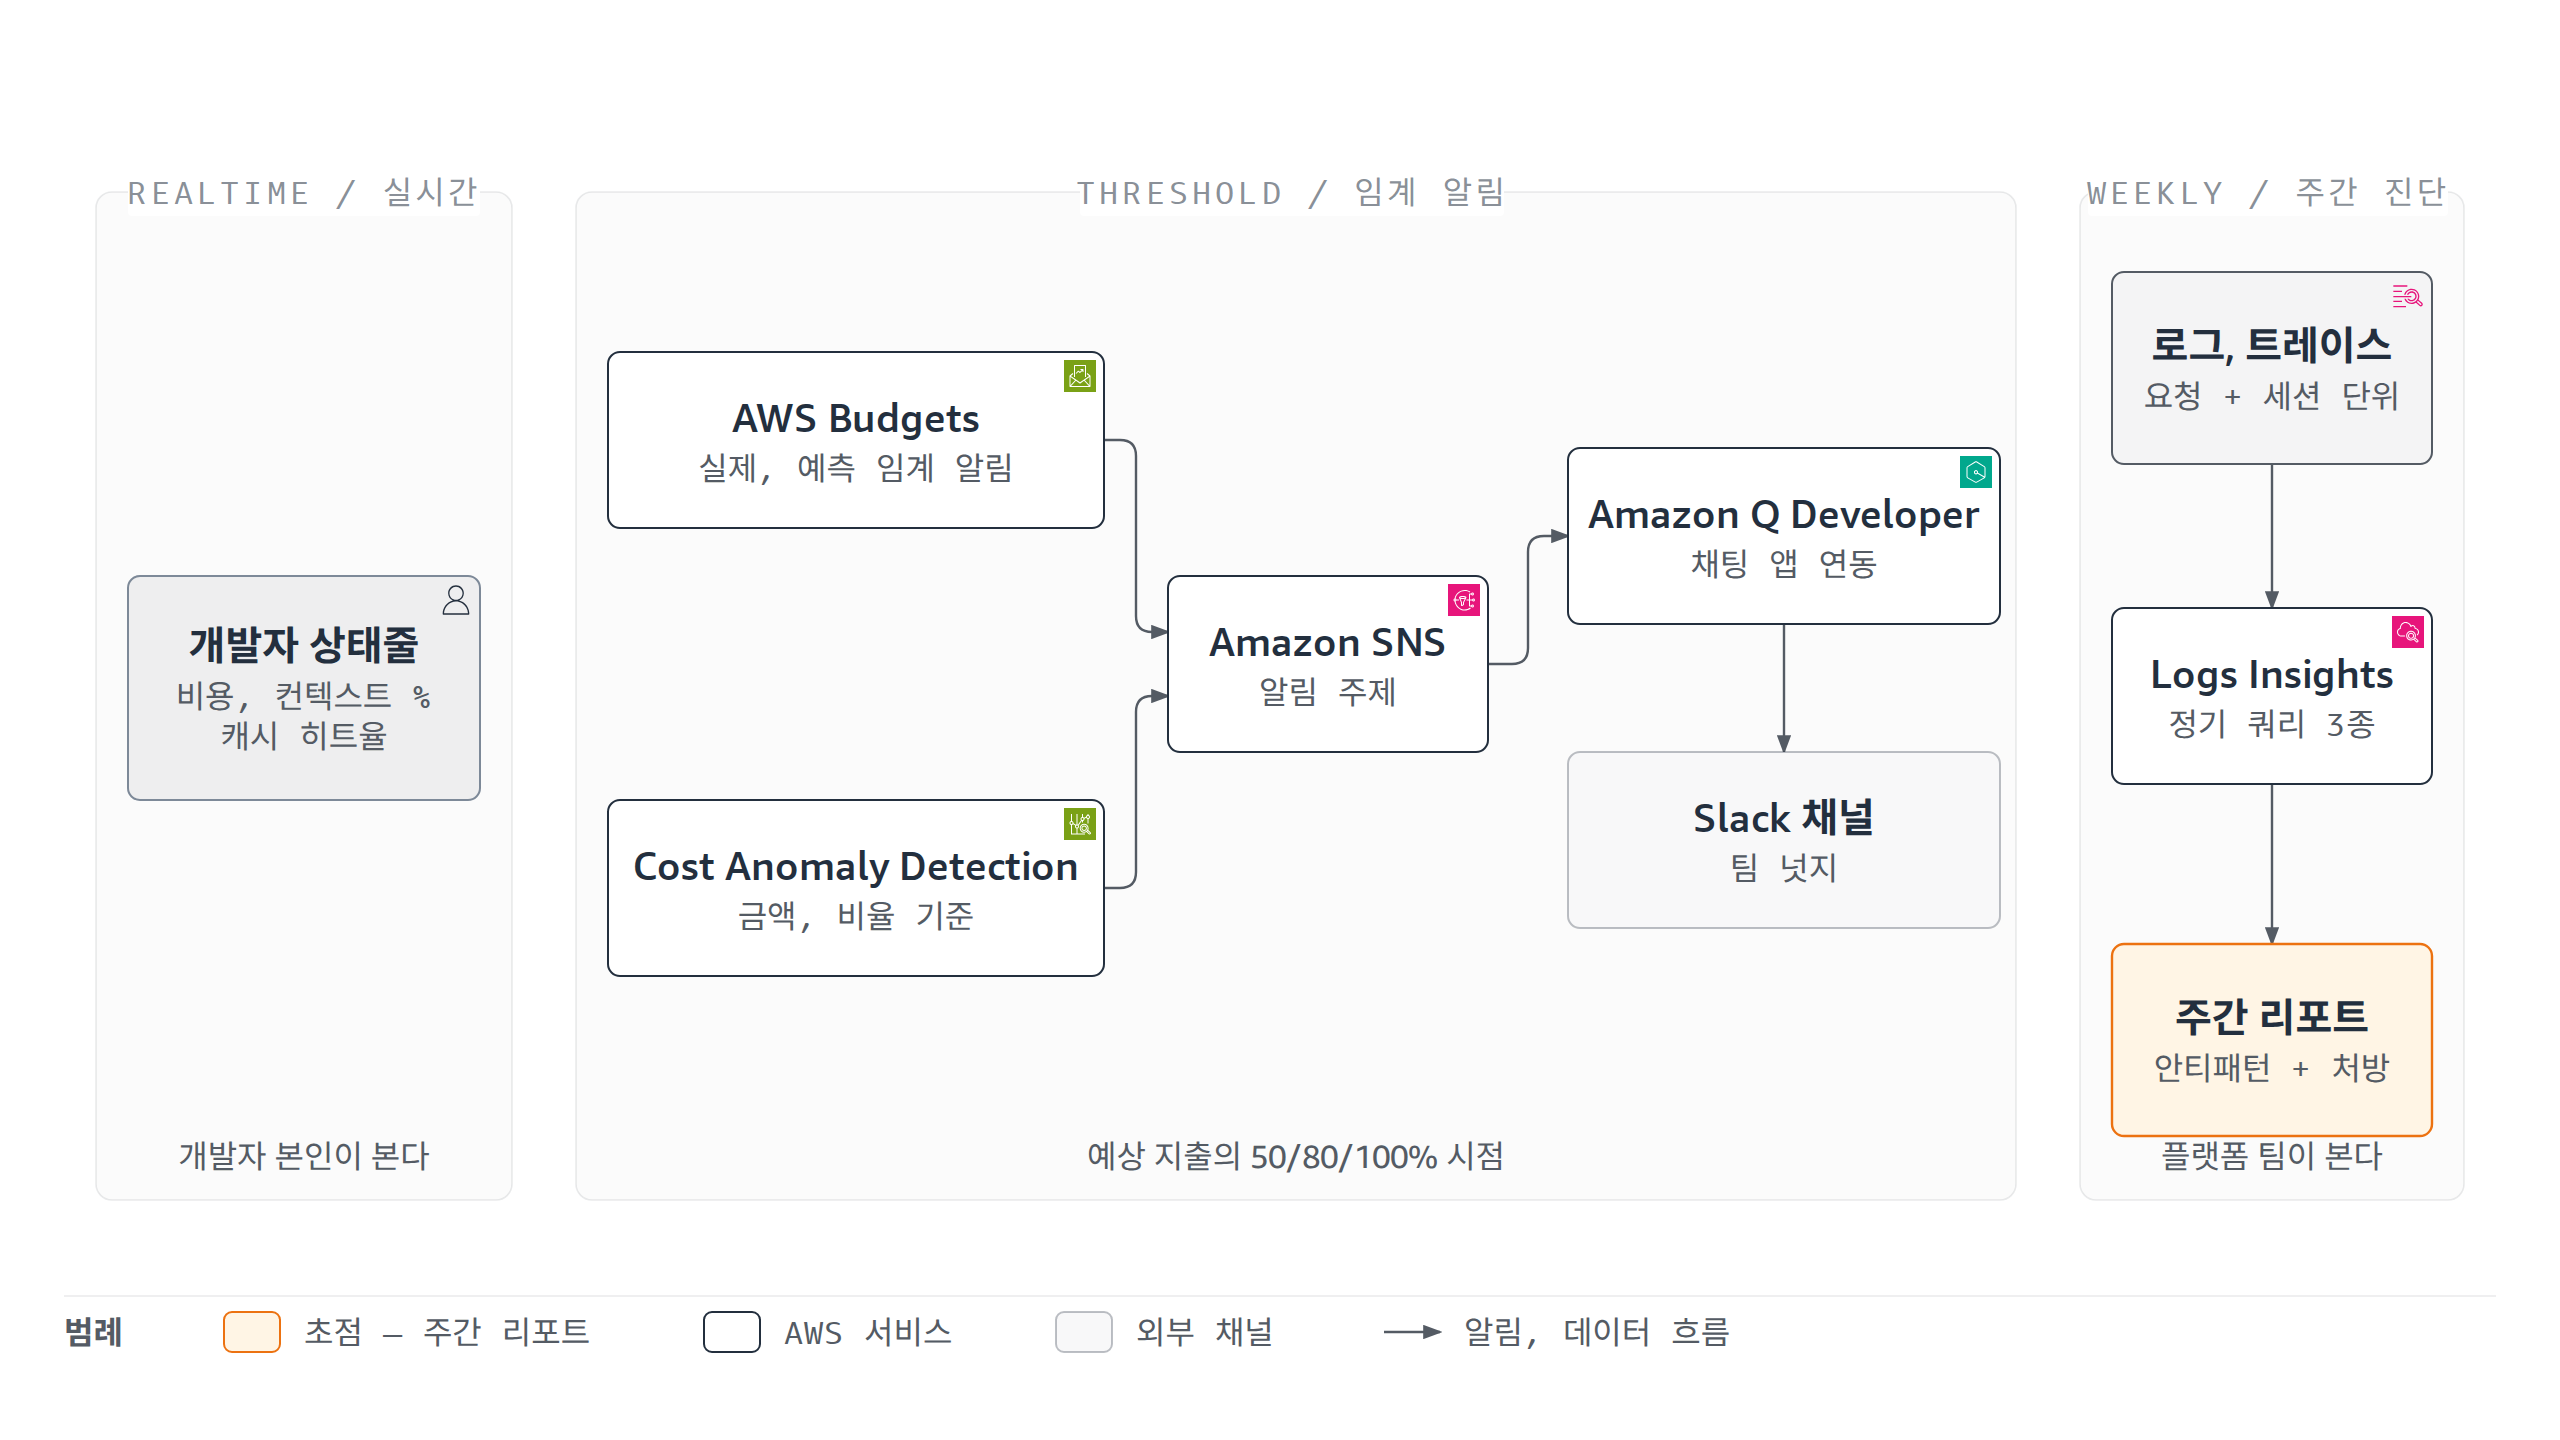 REALTIME / 실시간
개발자 상태줄
비용, 컨텍스트 %
캐시 히트율
개발자 본인이 본다
THRESHOLD / 임계 알림
AWS Budgets
실제, 예측 임계 알림
Cost Anomaly Detection
금액, 비율 기준
Amazon SNS
알림 주제
Amazon Q Developer
채팅 앱 연동
Slack 채널
팀 넛지
예상 지출의 50/80/100% 시점
WEEKLY / 주간 진단
로그, 트레이스
요청 + 세션 단위
Logs Insights
정기 쿼리 3종
주간 리포트
안티패턴 + 처방
플랫폼 팀이 본다
범례
초점 — 주간 리포트
AWS 서비스
외부 채널
알림, 데이터 흐름